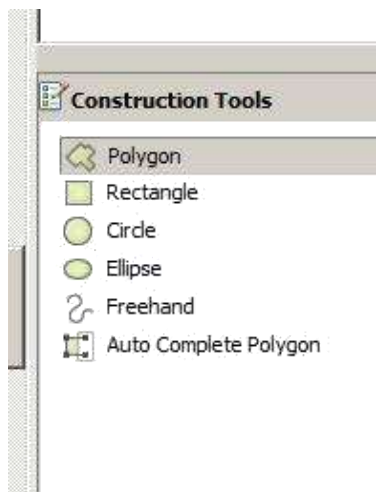 Construction Tools
Polygon
Rectangle
Circle
Ellipse
Freehand
Auto Complete Polygon